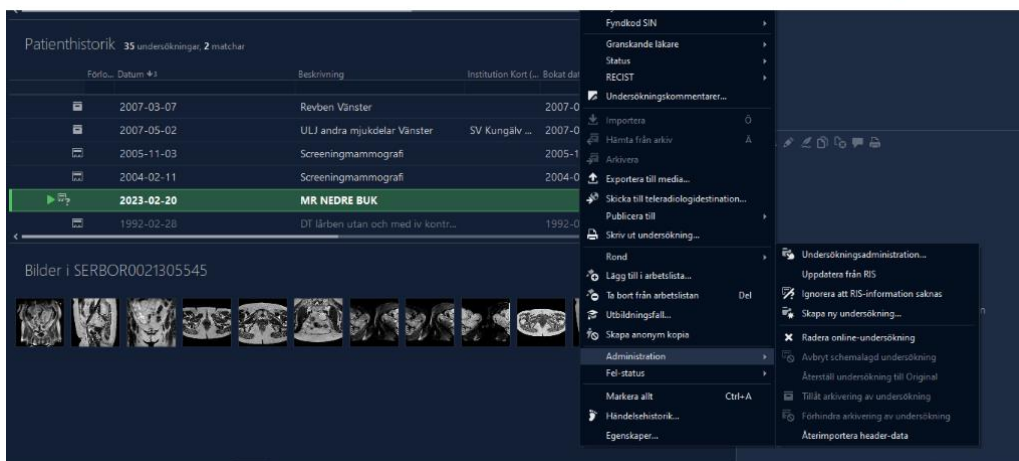 Patienthistorik 35 undersökningar, 2 matchar
Förlo... Datum Beskrivning Institution Kort (... Bokat dat
2007-03-07 Revben Vänster 2007-0
2007-05-02 ULJ andra mjukdelar Vänster SV Kungälv ... 2007-0
2005-11-03 Screeningmammografi 2005-1
2004-02-11 Screeningmammografi 2004-0
2023-02-20 MR NEDRE BUK
1992-02-28 DT lårben utan och med iv kontr... 1992-0
Bilder i SERBOR0021305545
Fyndkod SIN
Granskande läkare
Status
RECIST
Undersökningskommentarer...
Importera Ö
Hämta från arkiv Ä
Arkivera
Exportera till media...
Skicka till teleradiologidestination...
Publicera till
Skriv ut undersökning...
Rond
Lägg till i arbetslista...
Ta bort från arbetslistan Del
Utbildningsfall...
Skapa anonym kopia
Administration
Fel-status
Markera allt Ctrl+A
Händelsehistorik...
Egenskaper...
Undersökningsadministration...
Uppdatera från RIS
Ignorera att RIS-information saknas
Skapa ny undersökning...
Radera online-undersökning
Avbryt schemalagd undersökning
Återställ undersökning till Original
Tillåt arkivering av undersökning
Förhindra arkivering av undersökning
Återimportera header-data